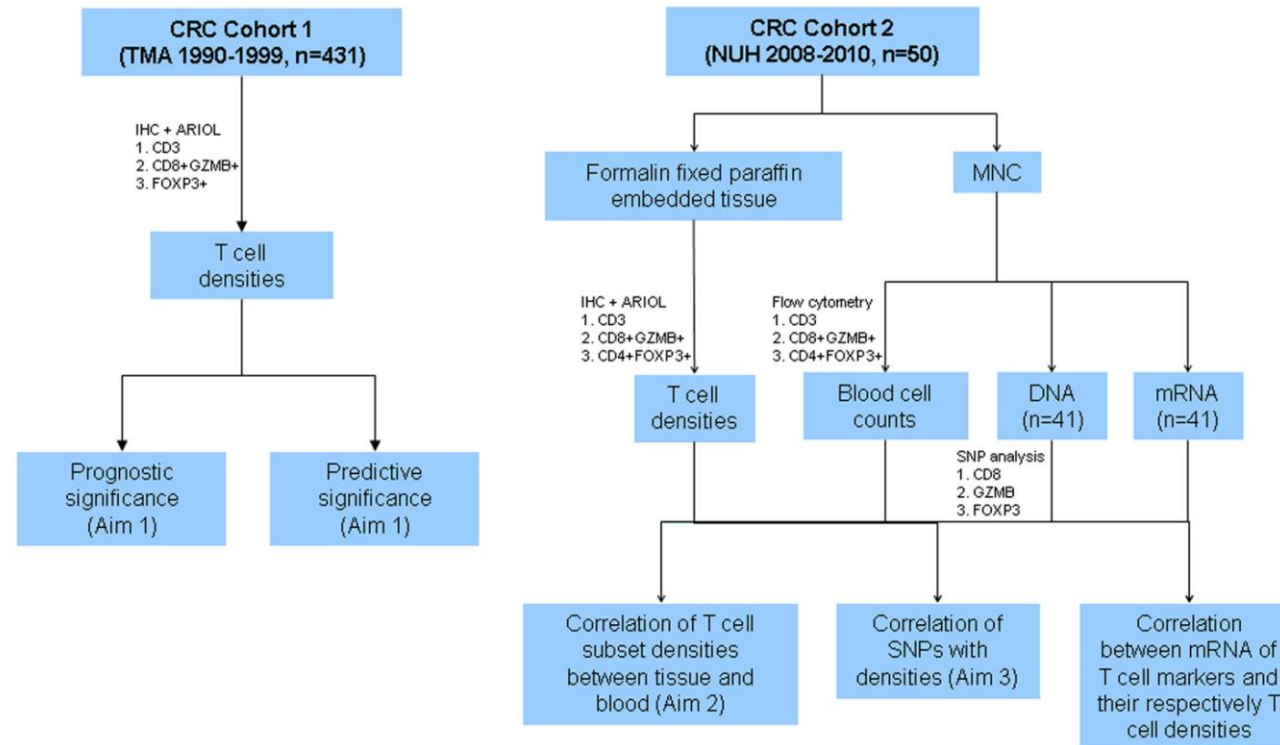 CRC Cohort 1
(TMA 1990-1999, n=431)
IHC + ARIOL
1. CD3
2. CD8+GZMB+
3. FOXP3+
T cell
densities
Prognostic
significance
(Aim 1)
Predictive
significance
(Aim 1)
CRC Cohort 2
(NUH 2008-2010, n=50)
Formalin fixed paraffin
embedded tissue
MNC
IHC + ARIOL
1. CD3
2. CD8+GZMB+
3. CD4+FOXP3+
Flow cytometry
1. CD3
2. CD8+GZMB+
3. CD4+FOXP3+
T cell
densities
Blood cell
counts
DNA
(n=41)
mRNA
(n=41)
SNP analysis
1. CD8
2. GZMB
3. FOXP3
Correlation of T cell
subset densities
between tissue and
blood (Aim 2)
Correlation of
SNPs with
densities (Aim 3)
Correlation
between mRNA of
T cell markers and
their respectively T
cell densities